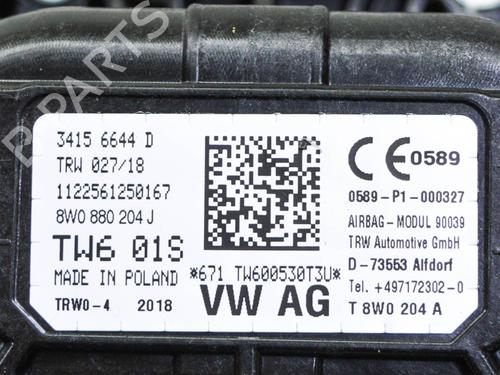 3415 6644 D
TRW 027/18
1122561250167
8W0 880 204 J
TW6 01S
MADE IN POLAND
TRW0-4 2018
*671 TW600530T3U*
VW AG
CE 0589
0589-P1-000327
AIRBAG-MODUL 90039
TRW Automotive GmbH
D-73553 Alfdorf
Tel. +497172302-0
T 8W0 204 A
B-PARTS